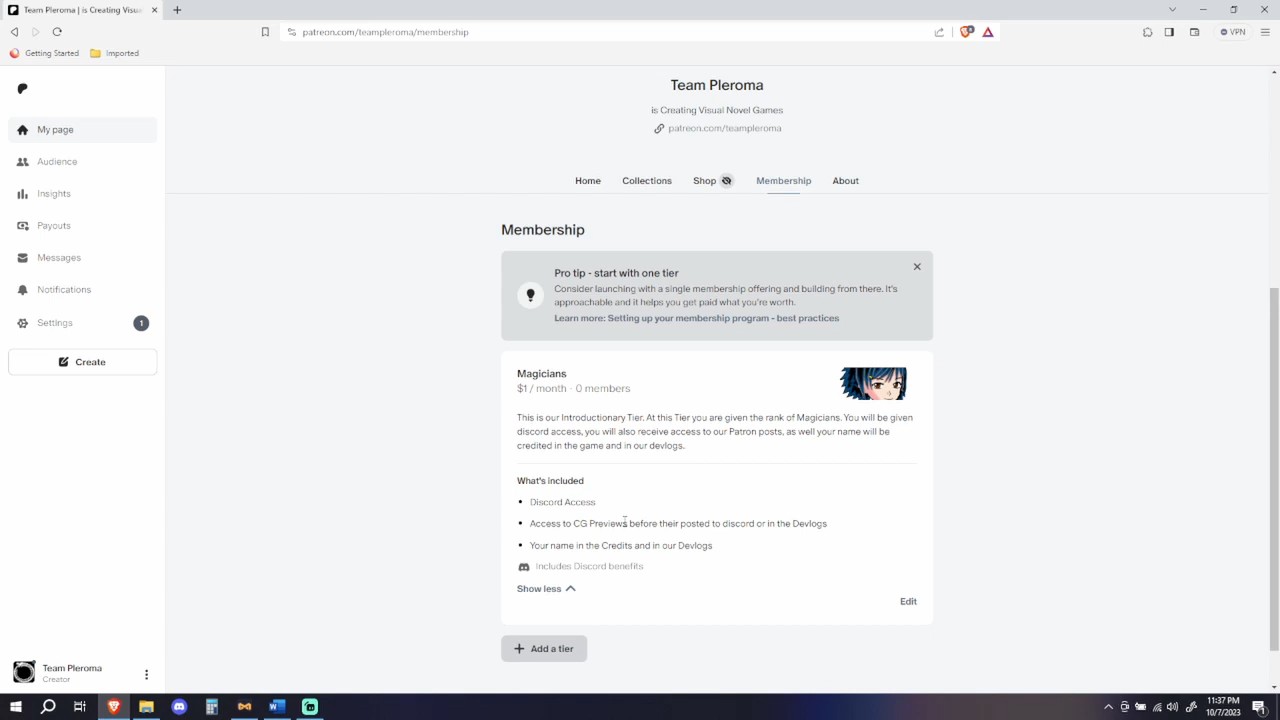 Team Pleroma | is Creating Visua
patreon.com/teampleroma/membership
VPN
Getting Started
Imported
My page
Audience
Insights
Payouts
Messages
Notifications
Settings
1
Create
Team Pleroma
Creator
Team Pleroma
is Creating Visual Novel Games
patreon.com/teampleroma
Home
Collections
Shop
Membership
About
Membership
Pro tip - start with one tier
Consider launching with a single membership offering and building from there. It's
approachable and it helps you get paid what you're worth.
Learn more: Setting up your membership program - best practices
Magicians
$1 / month · 0 members
This is our Introductionary Tier. At this Tier you are given the rank of Magicians. You will be given
discord access, you will also receive access to our Patron posts, as well your name will be
credited in the game and in our devlogs.
What's included
• Discord Access
• Access to CG Previews before their posted to discord or in the Devlogs
• Your name in the Credits and in our Devlogs
Includes Discord benefits
Show less
Edit
+ Add a tier
11:37 PM
10/7/2023